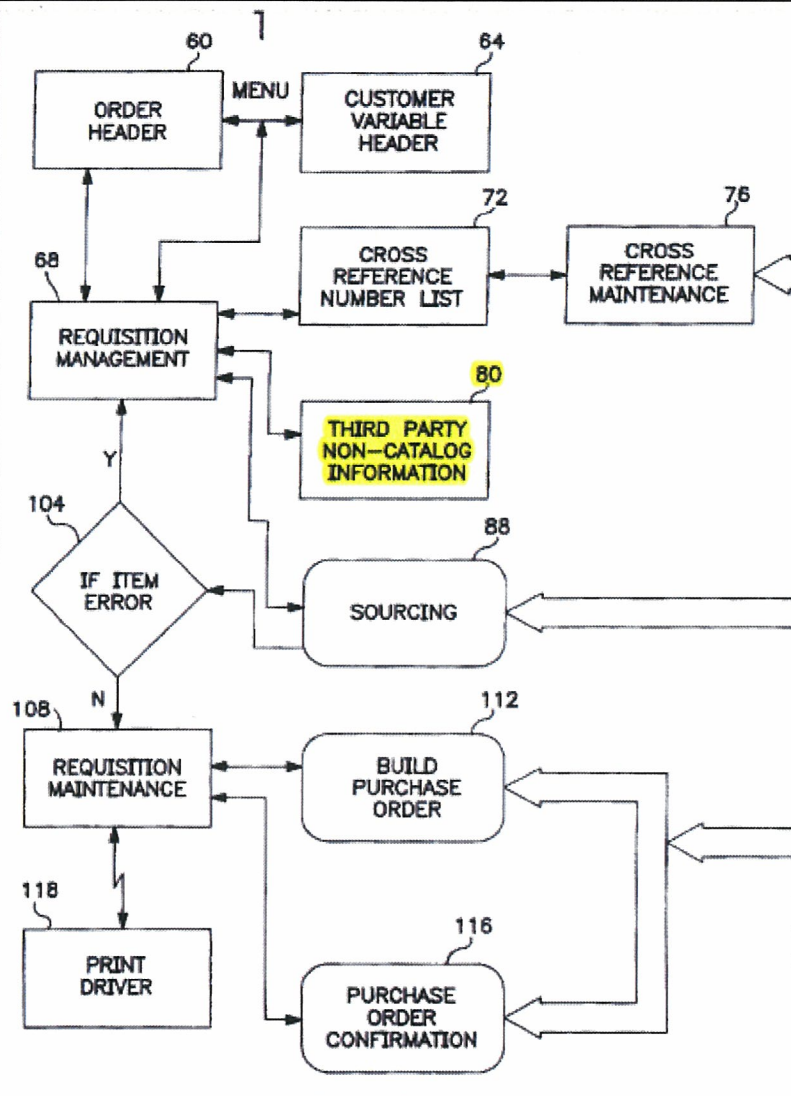 60
ORDER
HEADER
MENU
64
CUSTOMER
VARIABLE
HEADER
68
REQUISITION
MANAGEMENT
72
CROSS
REFERENCE
NUMBER LIST
76
CROSS
REFERENCE
MAINTENANCE
80
THIRD PARTY
NON-CATALOG
INFORMATION
Y
104
IF ITEM
ERROR
88
SOURCING
N
108
REQUISITION
MAINTENANCE
112
BUILD
PURCHASE
ORDER
118
PRINT
DRIVER
116
PURCHASE
ORDER
CONFIRMATION